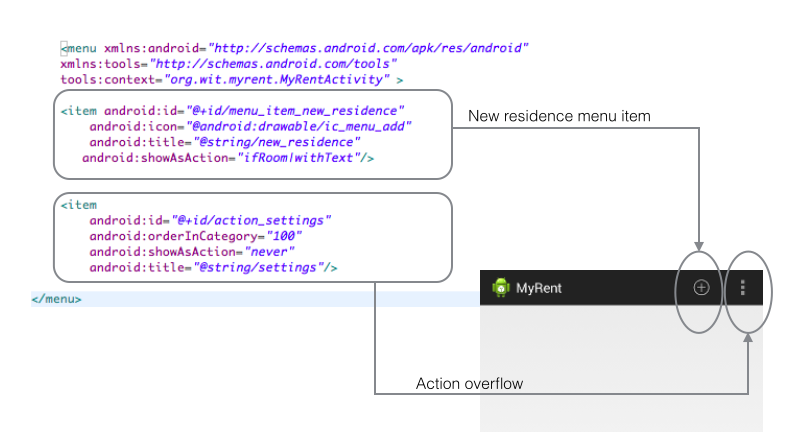 <menu xmlns:android="http://schemas.android.com/apk/res/android"
xmlns:tools="http://schemas.android.com/tools"
tools:context="org.wit.myrent.MyRentActivity" >
<item android:id="@+id/menu_item_new_residence"
android:icon="@android:drawable/ic_menu_add"
android:title="@string/new_residence"
android:showAsAction="ifRoom|withText"/>
New residence menu item
<item
android:id="@+id/action_settings"
android:orderInCategory="100"
android:showAsAction="never"
android:title="@string/settings"/>
</menu>
MyRent
Action overflow